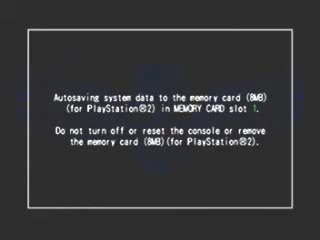 Autosaving system data to the memory card (8MB)
(for PlayStation®2) in MEMORY CARD slot 1.
Do not turn off or reset the console or remove
the memory card (8MB)(for PlayStation®2).